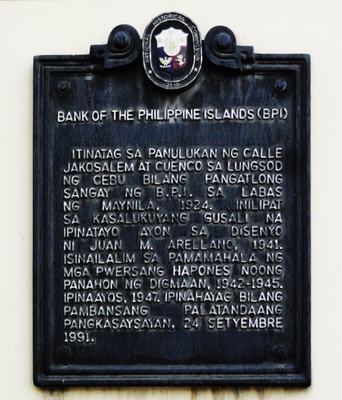 BANK OF THE PHILIPPINE ISLANDS (BPI)
ITINATAG SA PANULUKAN NG CALLE
JAKOSALEM AT CUENCO SA LUNGSOD
NG CEBU BILANG PANGATLONG
SANGAY NG B.P.I. SA LABAS
NG MAYNILA, 1924. INILIPAT
SA KASALUKUYANG GUSALI NA
IPINATAYO AYON SA DISENYO
NI JUAN M. ARELLANO, 1941.
ISINAILALIM SA PAMAMAHALA NG
MGA PWERSANG HAPONES NOONG
PANAHON NG DIGMAAN, 1942-1945.
IPINAAYOS, 1947. IPINAHAYAG BILANG
PAMBANSANG PALATANDAANG
PANGKASAYSAYAN, 24 SETYEMBRE
1991.